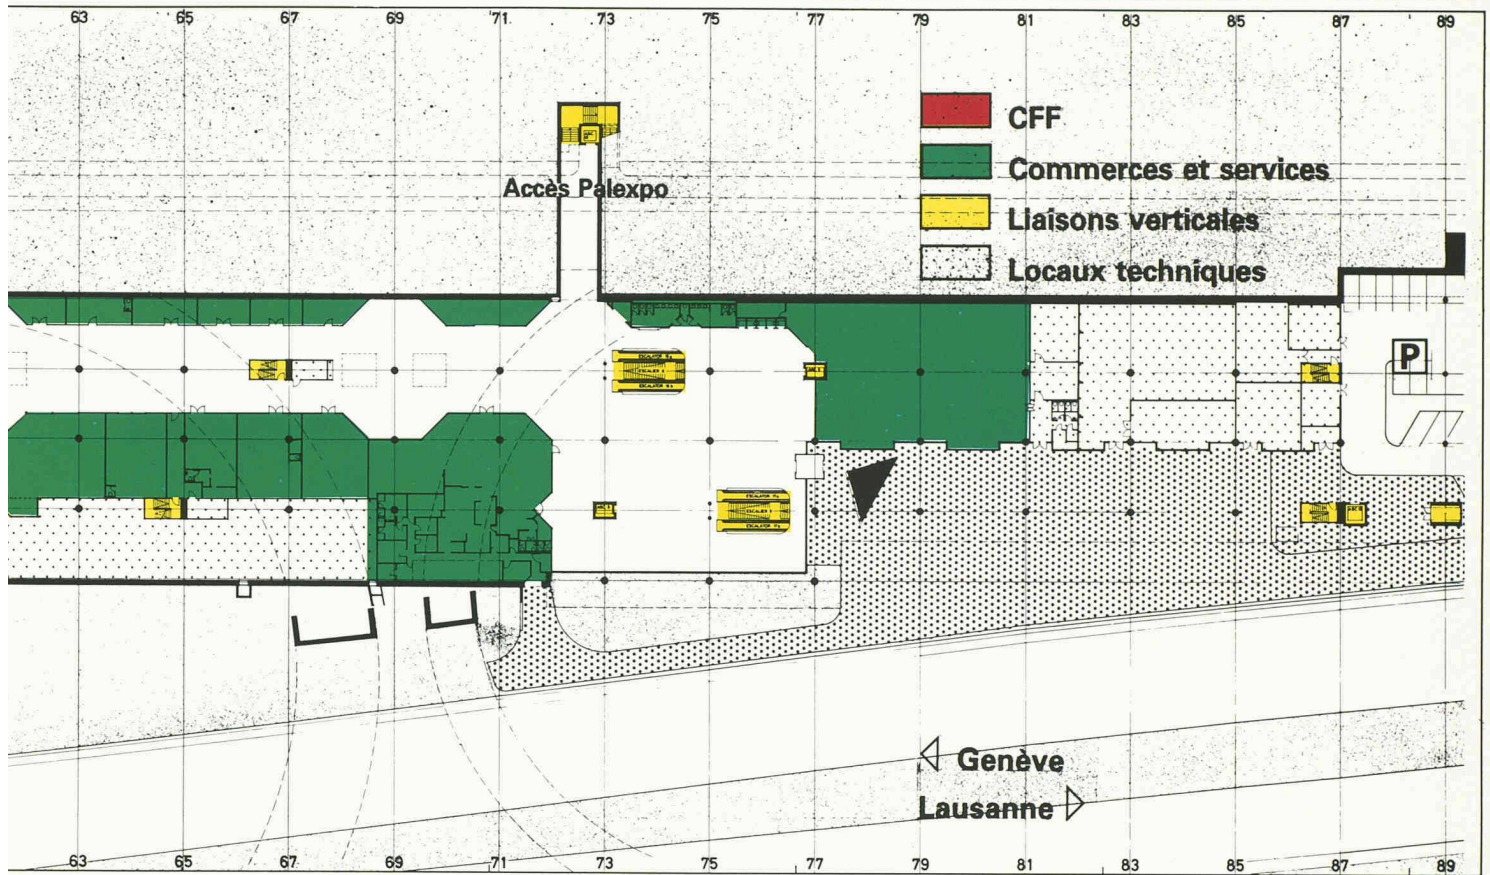 63 65 67 69 71 73 75 77 79 81 83 85 87 89
CFF
Commerces et services
Accès Palexpo
Liaisons verticales
Locaux techniques
P
Genève
Lausanne
63 65 67 69 71 73 75 77 79 81 83 85 87 89